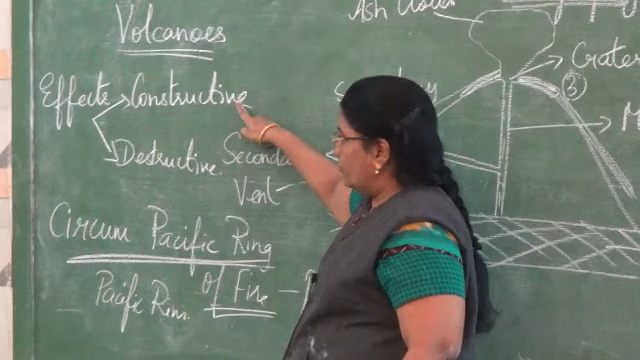 Volcanoes
Ash Cloud
Crater
Effects Constructive
③
Destructive
Secondary
Vent
Circum Pacific Ring
of Fire –
Pacific Rim.